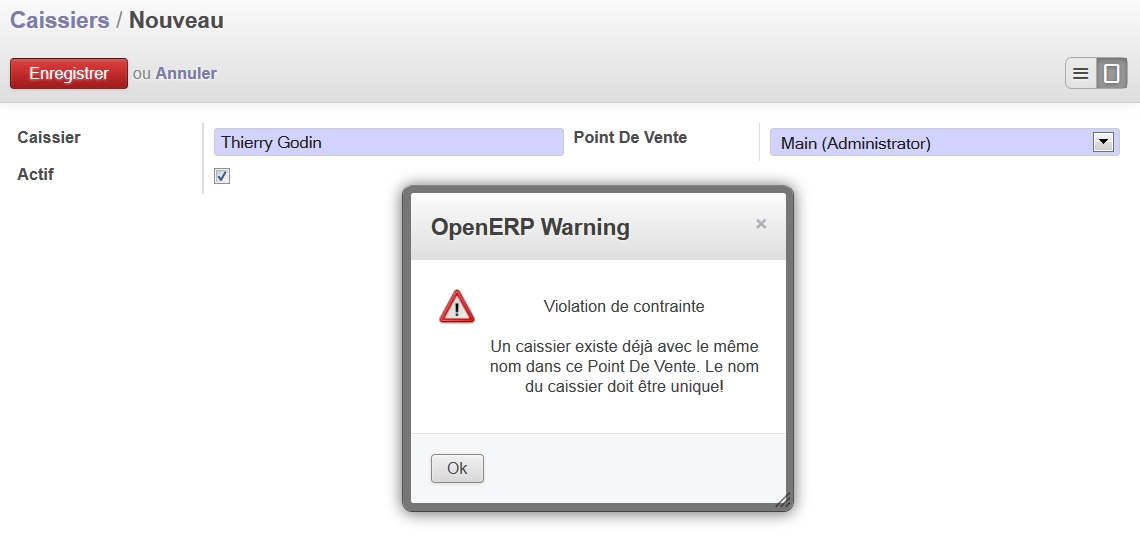 Caissiers / Nouveau
Enregistrer ou Annuler
Caissier Thierry Godin Point De Vente Main (Administrator)
Actif
OpenERP Warning ×
Violation de contrainte
Un caissier existe déjà avec le même
nom dans ce Point De Vente. Le nom
du caissier doit être unique!
Ok